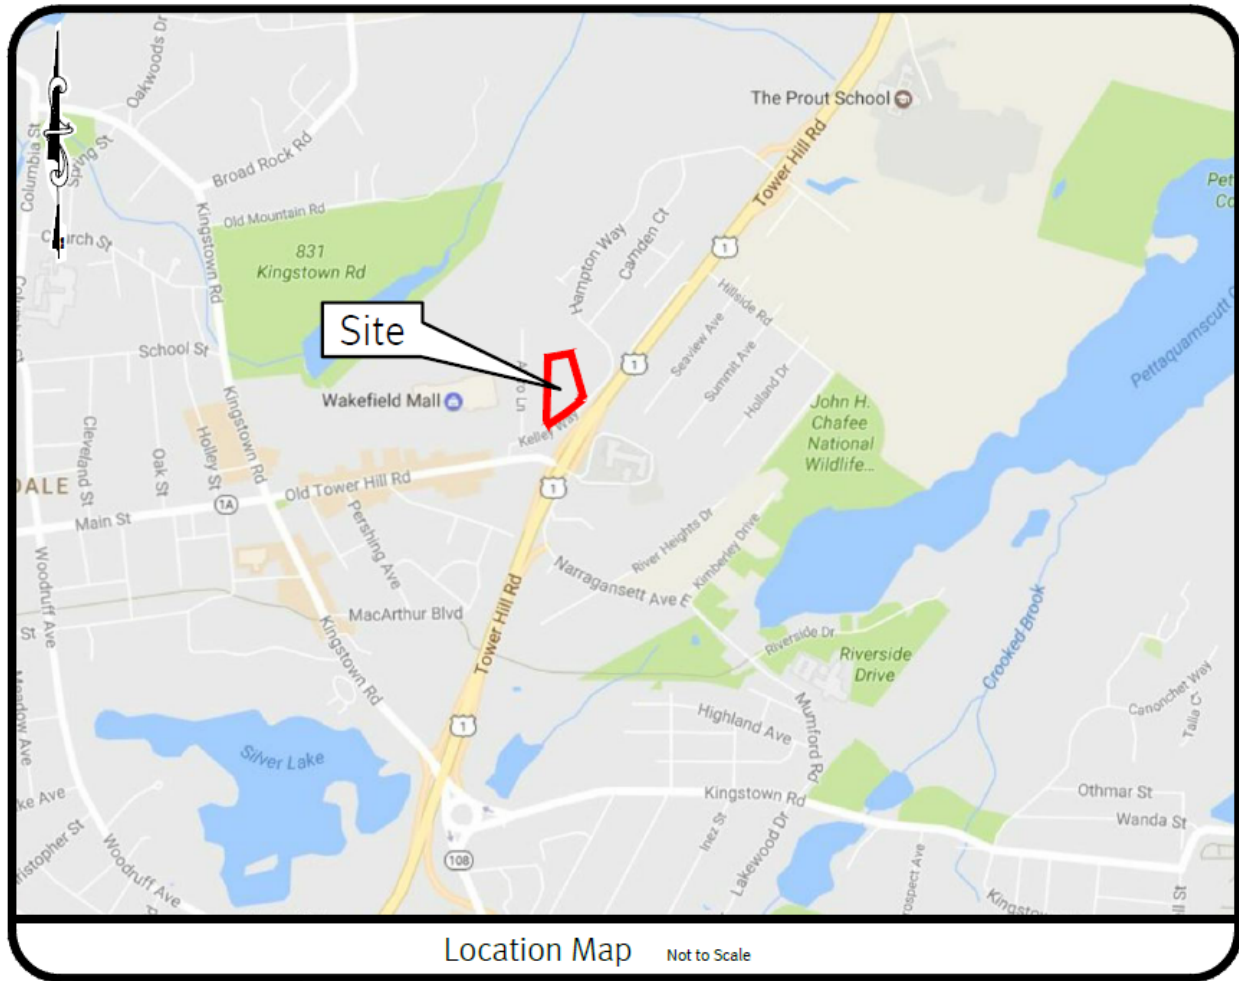 Oakwoods Dr
The Prout School
Columbia St
Spring St
Broad Rock Rd
Tower Hill Rd
Kingstown Rd
Old Mountain Rd
831
Kingstown Rd
Hampton Way
Camden Ct
1
Hillside Rd
Site
School St
1
Seaview Ave
Summit Ave
Holland Dr
Wakefield Mall
Kelley Way
Kingstown Rd
Cleveland St
Oak St
Holley St
John H.
Chafee
National
Wildlife...
Pettaquamscutt
DALE
1A
Main St
Old Tower Hill Rd
1
Pershing Ave
River Heights Dr
Kimberley Drive
Narragansett Ave E
Woodruff Ave
MacArthur Blvd
Tower Hill Rd
Kingstown Rd
St
Riverside Dr
Riverside
Drive
Crooked Brook
Canonchet Way
Mumford Rd
Highland Ave
1
Silver Lake
Kingstown Rd
Othmar St
Wanda St
ke Ave
Inez St
Lakewood Dr
108
Woodruff Ave
Location Map Not to Scale